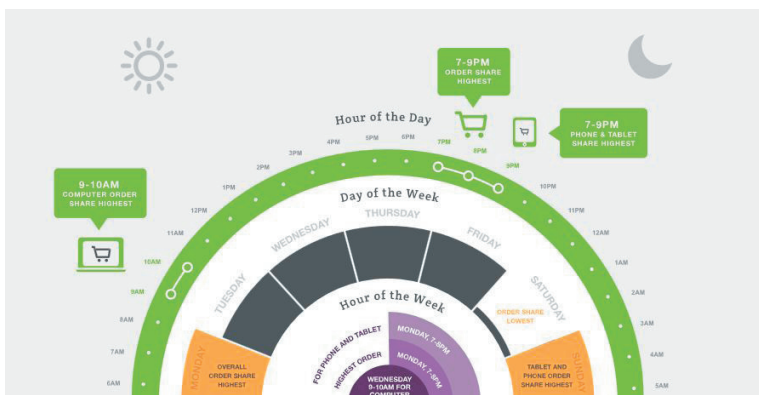 7-9PM
ORDER SHARE
HIGHEST
7-9PM
PHONE & TABLET
SHARE HIGHEST
9-10AM
COMPUTER ORDER
SHARE HIGHEST
Hour of the Day
6AM
7AM
8AM
9AM
10AM
11AM
12PM
1PM
2PM
3PM
4PM
5PM
6PM
7PM
8PM
9PM
10PM
11PM
12AM
1AM
2AM
3AM
4AM
5AM
Day of the Week
MONDAY
TUESDAY
WEDNESDAY
THURSDAY
FRIDAY
SATURDAY
SUNDAY
OVERALL
ORDER SHARE
HIGHEST
ORDER SHARE
LOWEST
TABLET AND
PHONE ORDER
SHARE HIGHEST
Hour of the Week
FOR PHONE AND TABLET
MONDAY, 7-8PM
HIGHEST ORDER
MONDAY, 7-8PM
WEDNESDAY
9-10AM FOR
COMPUTER